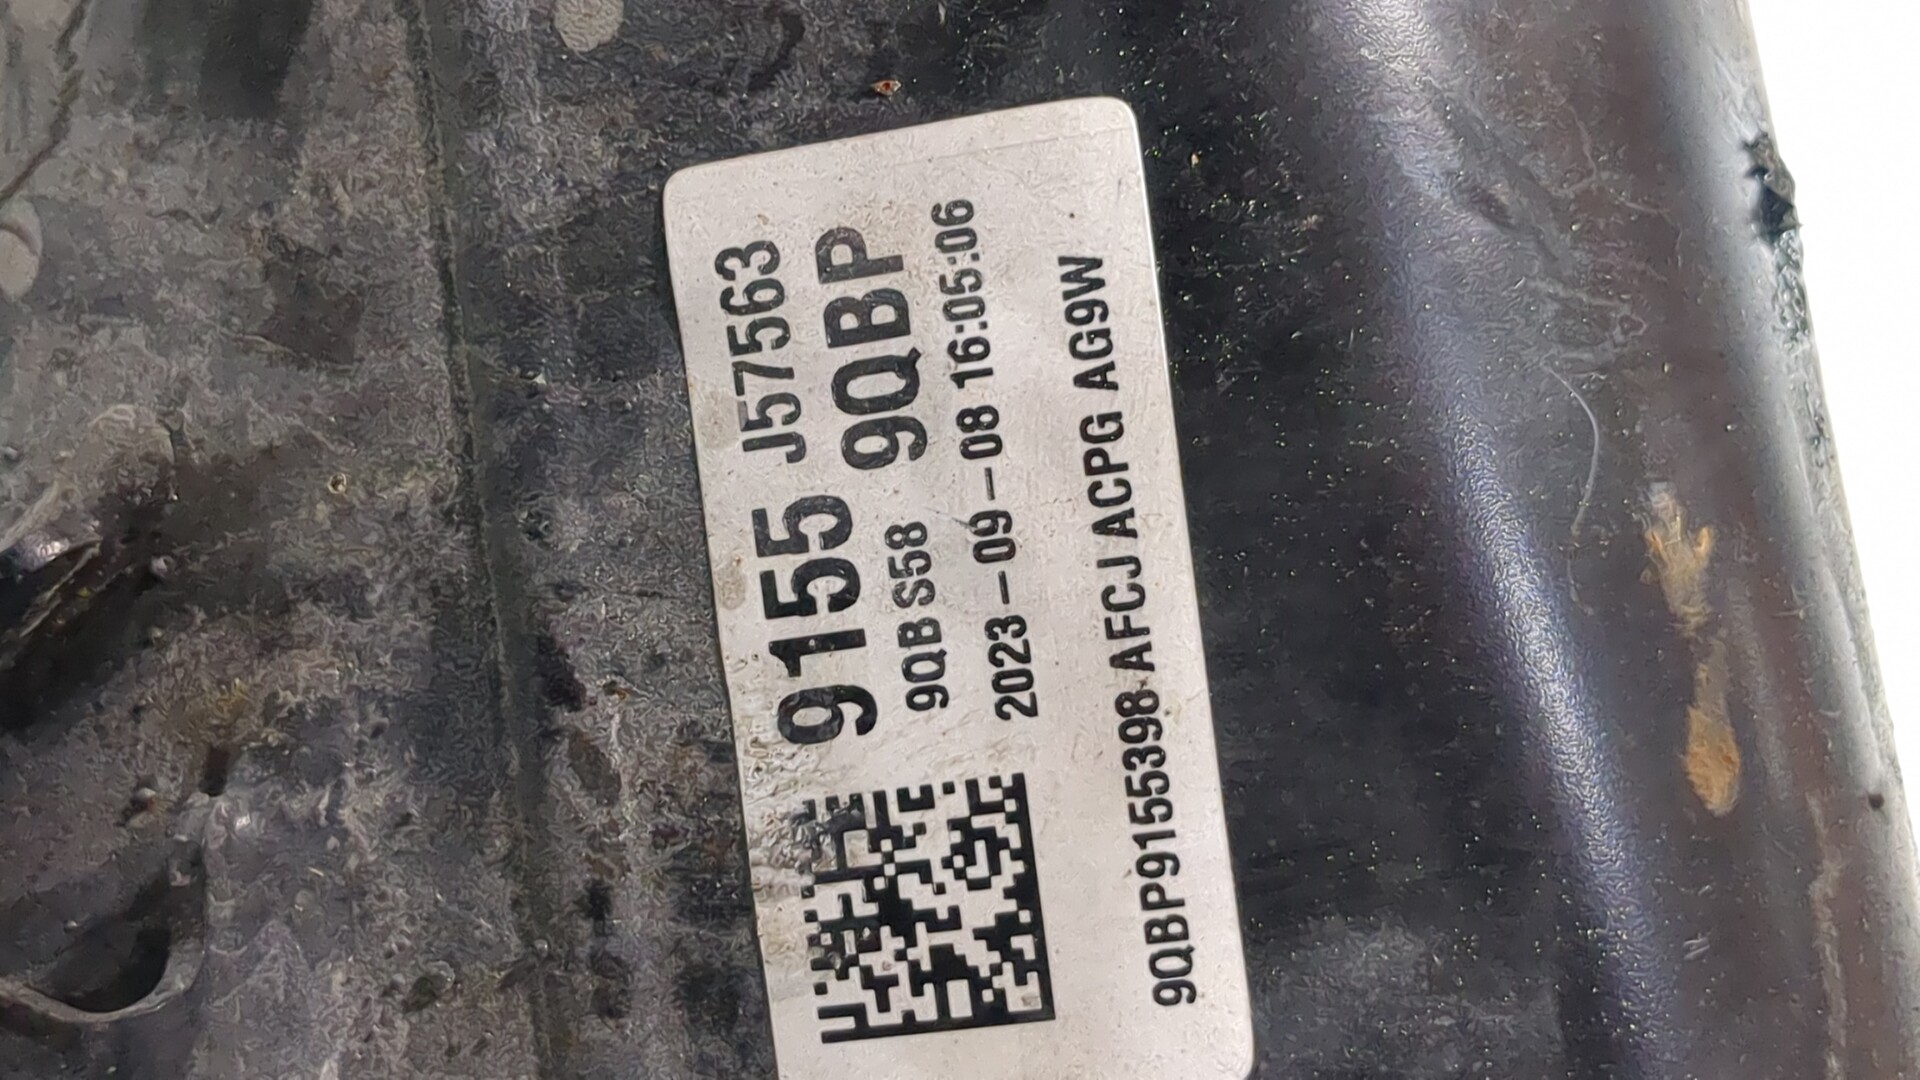 9155 J57563
9QB S58 9QBP
2023-09-08 16:05:06
9QBP9155398 AFCJ ACPG AG9W